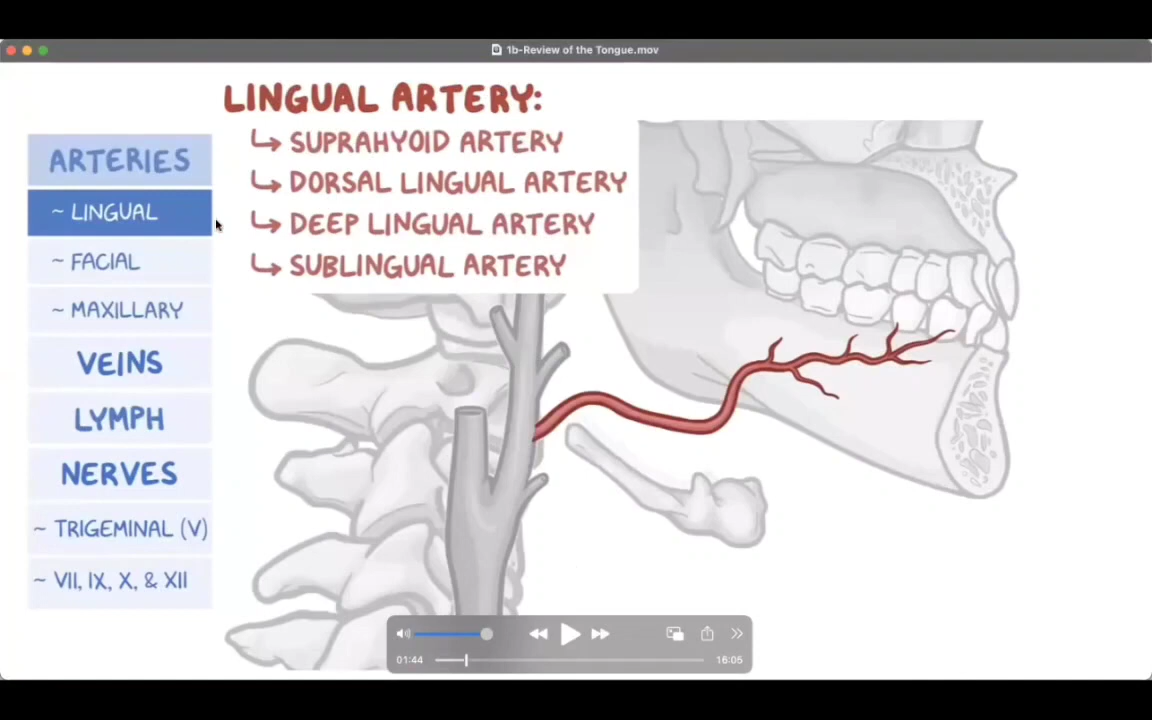 1b-Review of the Tongue.mov
LINGUAL ARTERY:
↳ SUPRAHYOID ARTERY
↳ DORSAL LINGUAL ARTERY
↳ DEEP LINGUAL ARTERY
↳ SUBLINGUAL ARTERY
ARTERIES
~ LINGUAL
~ FACIAL
~ MAXILLARY
VEINS
LYMPH
NERVES
~ TRIGEMINAL (V)
~ VII, IX, X, & XII
01:44
16:05